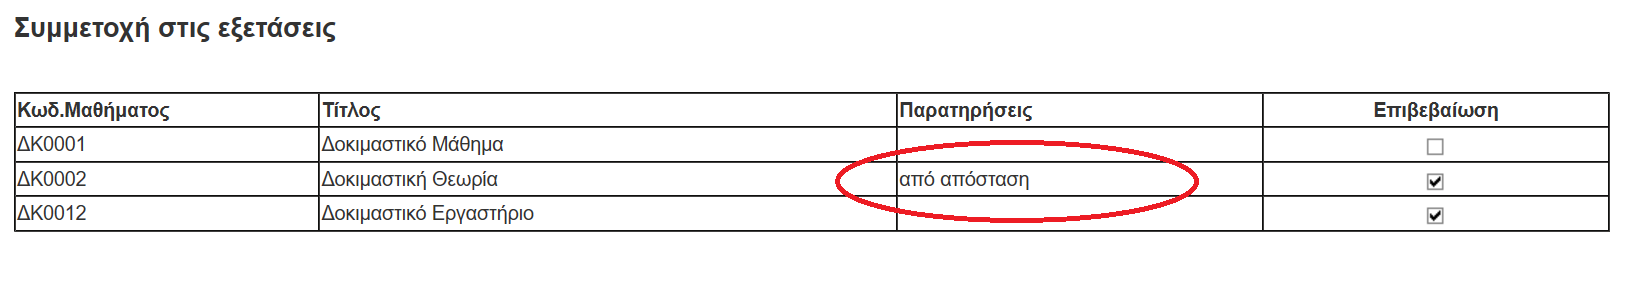 Συμμετοχή στις εξετάσεις
Κωδ.Μαθήματος Τίτλος Παρατηρήσεις Επιβεβαίωση
ΔΚ0001 Δοκιμαστικό Μάθημα
ΔΚ0002 Δοκιμαστική Θεωρία από απόσταση
ΔΚ0012 Δοκιμαστικό Εργαστήριο